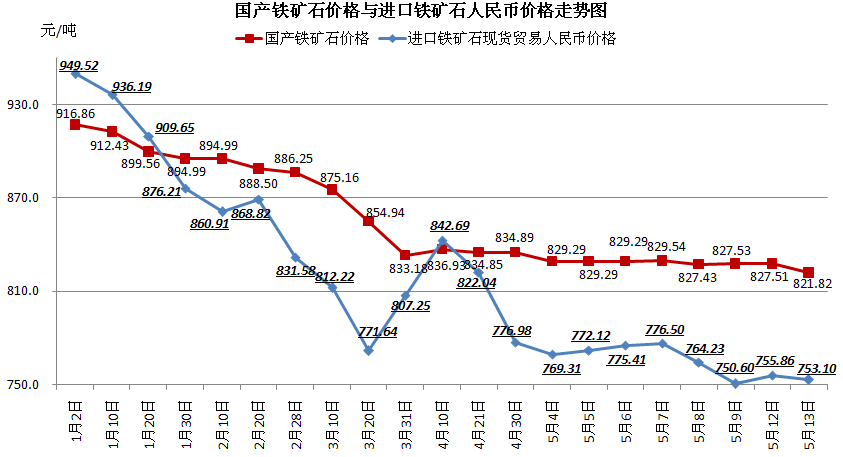 国产铁矿石价格与进口铁矿石人民币价格走势图
元/吨
国产铁矿石价格 进口铁矿石现货贸易人民币价格
930.0
870.0
810.0
750.0
916.86 912.43 899.56 894.99 894.99 888.50 886.25 875.16 854.94 833.18 836.93 834.85 834.89 829.29 829.29 829.29 829.54 827.43 827.53 827.51 821.82
949.52 936.19 909.65 876.21 860.91 868.82 831.58 812.22 771.64 807.25 842.69 822.04 776.98 769.31 772.12 775.41 776.50 764.23 750.60 755.86 753.10
1月2日 1月10日 1月20日 1月30日 2月10日 2月20日 2月28日 3月10日 3月20日 3月31日 4月10日 4月21日 4月30日 5月4日 5月5日 5月6日 5月7日 5月8日 5月9日 5月12日 5月13日